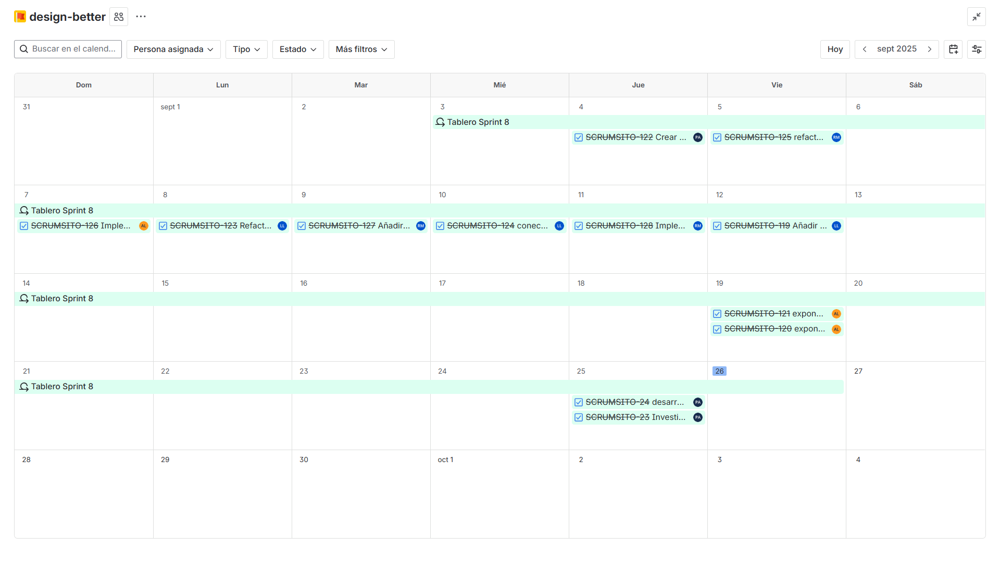 design-better
Buscar en el calend...
Persona asignada
Tipo
Estado
Más filtros
Hoy
sept 2025
Dom Lun Mar Mié Jue Vie Sáb
31 sept 1 2 3 4 5 6
Tablero Sprint 8
SCRUMSITO-122 Crear ... PA
SCRUMSITO-125 refact... RM
7 8 9 10 11 12 13
Tablero Sprint 8
SCRUMSITO-126 Imple... AL
SCRUMSITO-123 Refact... LL
SCRUMSITO-127 Añadir... RM
SCRUMSITO-124 conec... LL
SCRUMSITO-128 Imple... RM
SCRUMSITO-119 Añadir ... LL
14 15 16 17 18 19 20
Tablero Sprint 8
SCRUMSITO-121 expon... AL
SCRUMSITO-120 expon... AL
21 22 23 24 25 26 27
Tablero Sprint 8
SCRUMSITO-24 desarr... PA
SCRUMSITO-23 Investi... PA
28 29 30 oct 1 2 3 4